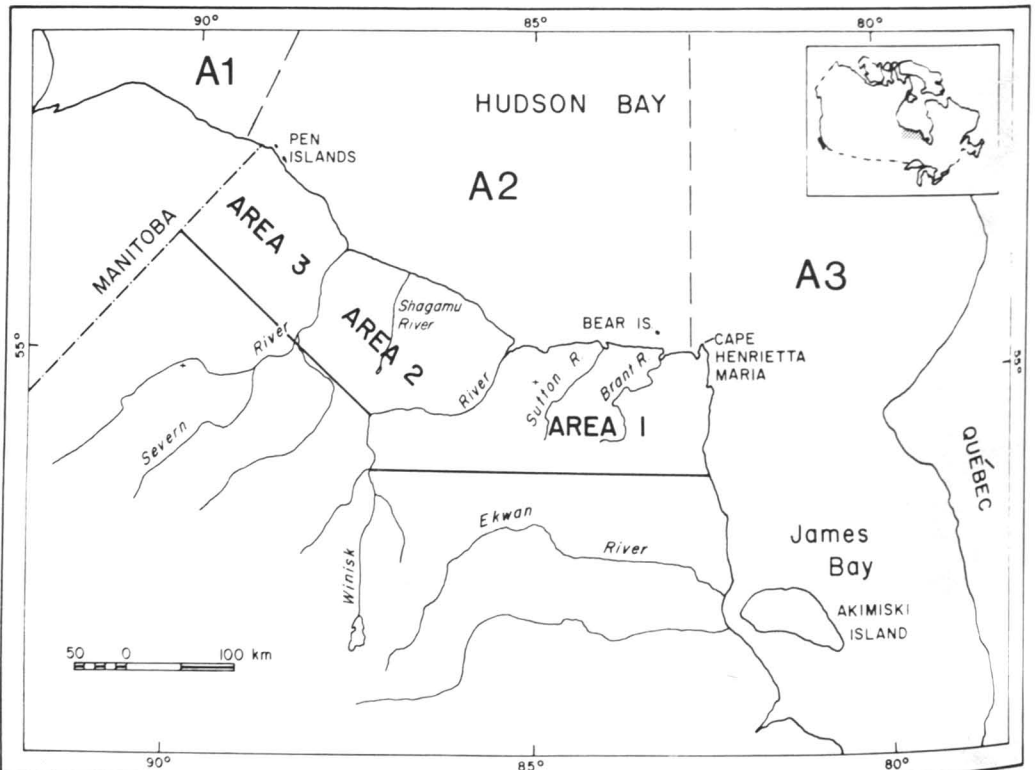 90°
85°
80°
A1
HUDSON BAY
PEN
ISLANDS
A2
MANITOBA
AREA 3
A3
Shagamu
River
AREA 2
BEAR IS.
55°
River
CAPE
HENRIETTA
MARIA
55°
River
Sutton R.
Brant R.
AREA 1
Severn
QUÉBEC
Ekwan
River
James
Bay
Winisk
AKIMISKI
ISLAND
50 0 100 km
90°
85°
80°